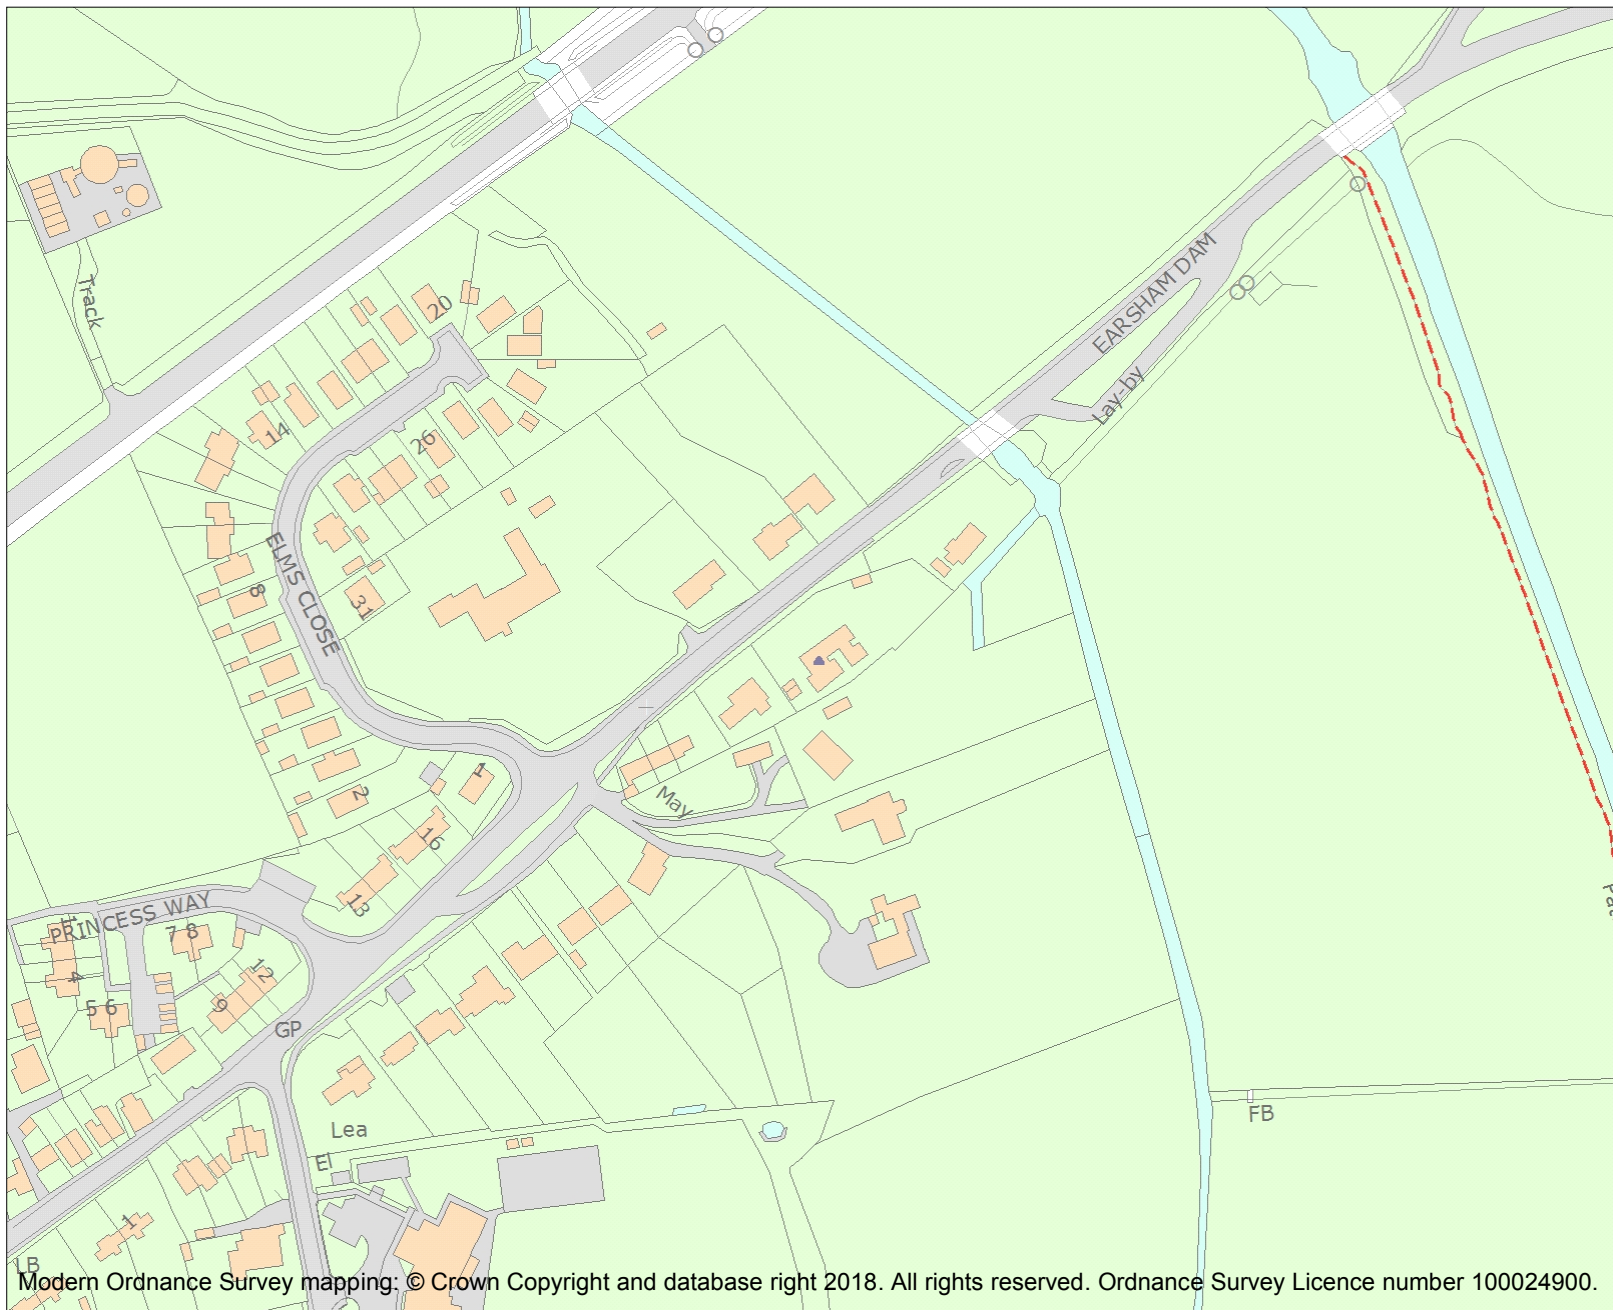 EARSHAM DAM
Track
20
Lay-by
14
26
ELMS CLOSE
8
31
1
May
2
16
13
PRINCESS WAY
7 8
4
12
5 6
9
GP
FB
Lea
El
1
LB
Modern Ordnance Survey mapping: © Crown Copyright and database right 2018. All rights reserved. Ordnance Survey Licence number 100024900.